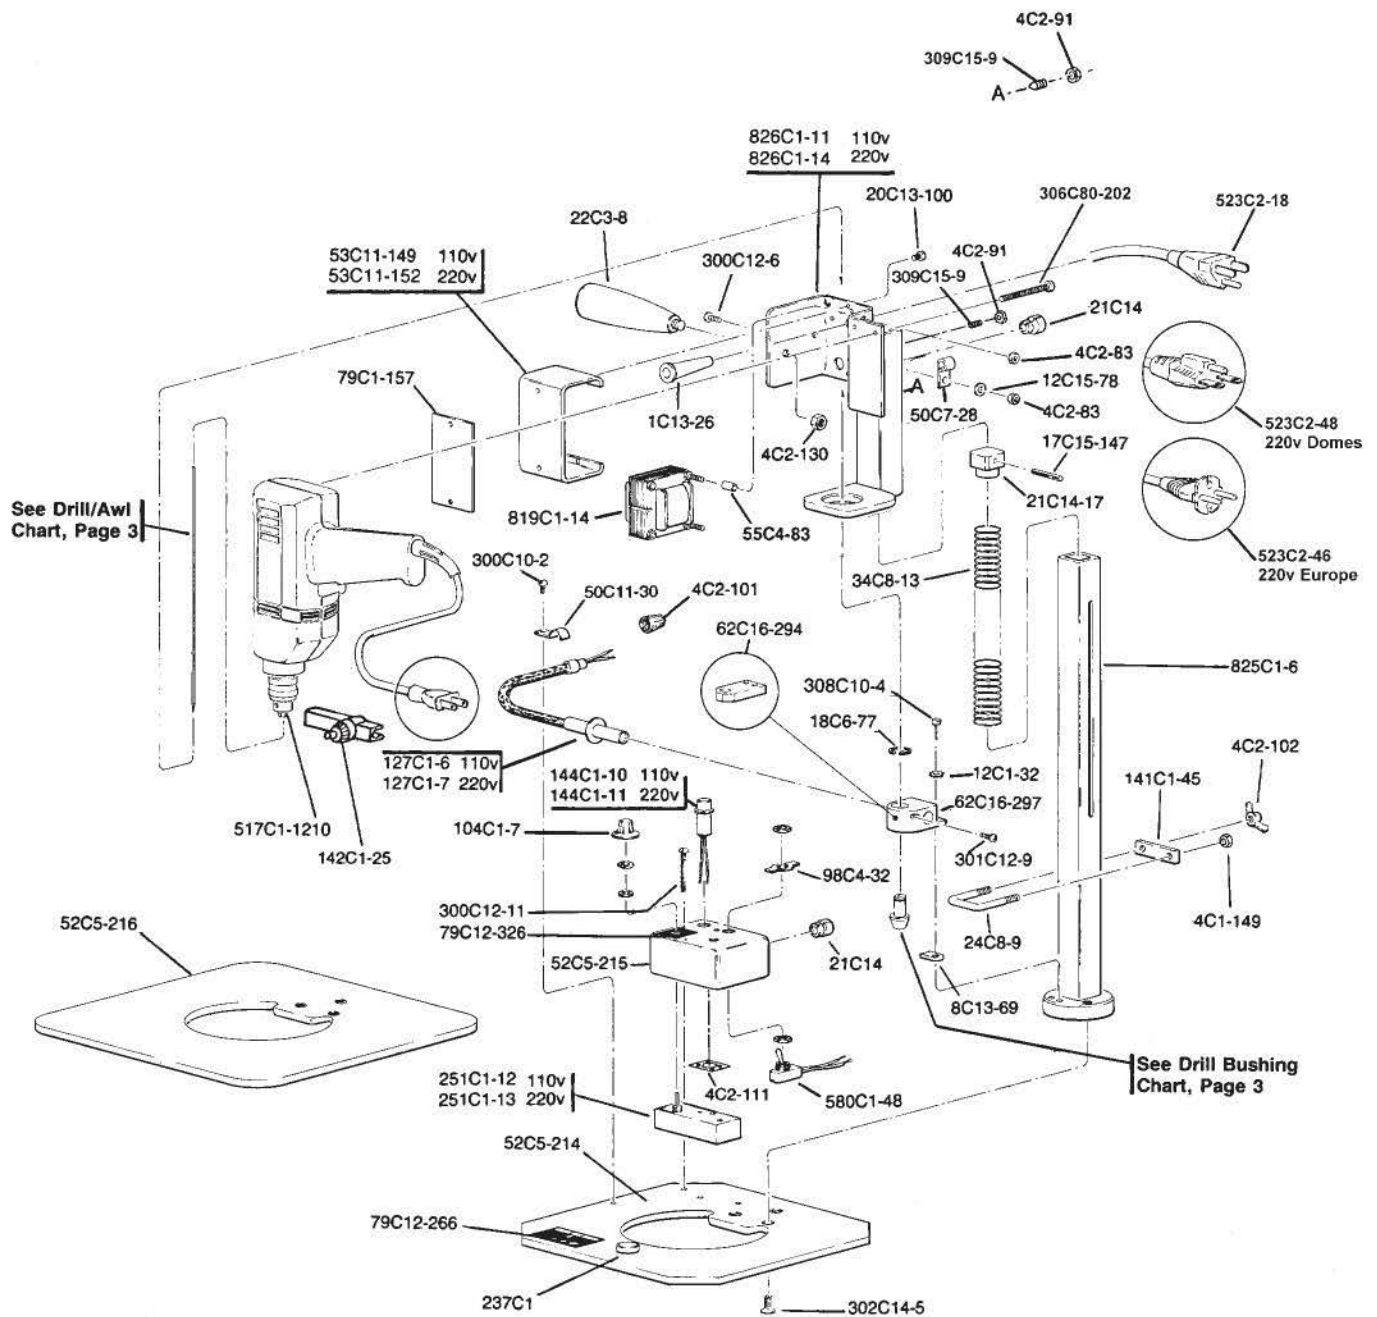 4C2-91
309C15-9
A
826C1-11 110v
826C1-14 220v
20C13-100
306C80-202
523C2-18
22C3-8
53C11-149 110v
53C11-152 220v
300C12-6
4C2-91
309C15-9
21C14
79C1-157
4C2-83
12C15-78
A
50C7-28
4C2-83
1C13-26
4C2-130
523C2-48
220v Domes
17C15-147
21C14-17
See Drill/Awl
Chart, Page 3
819C1-14
55C4-83
300C10-2
523C2-46
220v Europe
34C8-13
50C11-30
4C2-101
62C16-294
825C1-6
308C10-4
18C6-77
4C2-102
127C1-6 110v
127C1-7 220v
144C1-10 110v
144C1-11 220v
12C1-32
141C1-45
62C16-297
517C1-1210
142C1-25
104C1-7
301C12-9
98C4-32
300C12-11
79C12-326
52C5-216
52C5-215
21C14
24C8-9
4C1-149
8C13-69
See Drill Bushing
Chart, Page 3
251C1-12 110v
251C1-13 220v
4C2-111
580C1-48
52C5-214
79C12-266
237C1
302C14-5